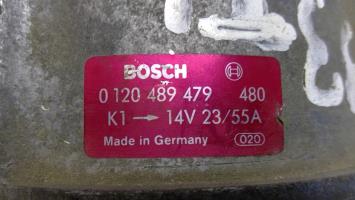 BOSCH
0 120 489 479 480
K1 → 14V 23/55A
Made in Germany 020